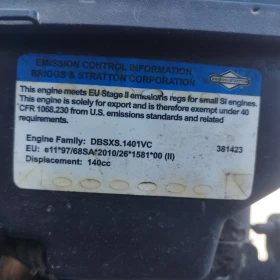 EMISSION CONTROL INFORMATION
BRIGGS & STRATTON CORPORATION
This engine meets EU Stage II emissions regs for small SI engines.
This engine is solely for export and is therefore exempt under 40
CFR 1068.230 from U.S. emissions standards and related
requirements.
Engine Family: DBSXS.1401VC
381423
EU: e11*97/68SA*2010/26*1581*00 (II)
Displacement: 140cc